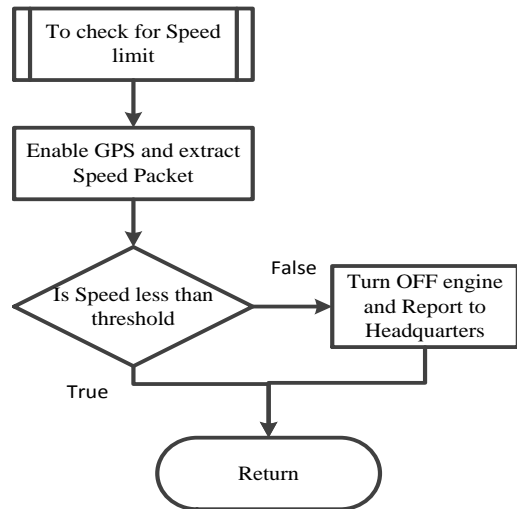 To check for Speed
limit
Enable GPS and extract
Speed Packet
Is Speed less than
threshold
False
Turn OFF engine
and Report to
Headquarters
True
Return